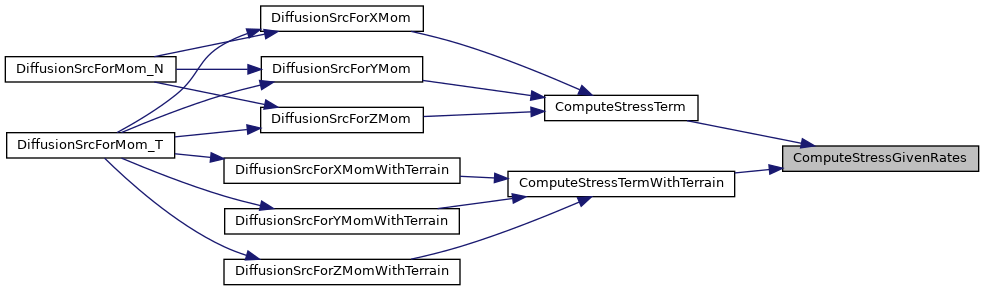 DiffusionSrcForXMom
DiffusionSrcForMom_N
DiffusionSrcForYMom
ComputeStressTerm
DiffusionSrcForZMom
DiffusionSrcForMom_T
ComputeStressGivenRates
DiffusionSrcForXMomWithTerrain
ComputeStressTermWithTerrain
DiffusionSrcForYMomWithTerrain
DiffusionSrcForZMomWithTerrain